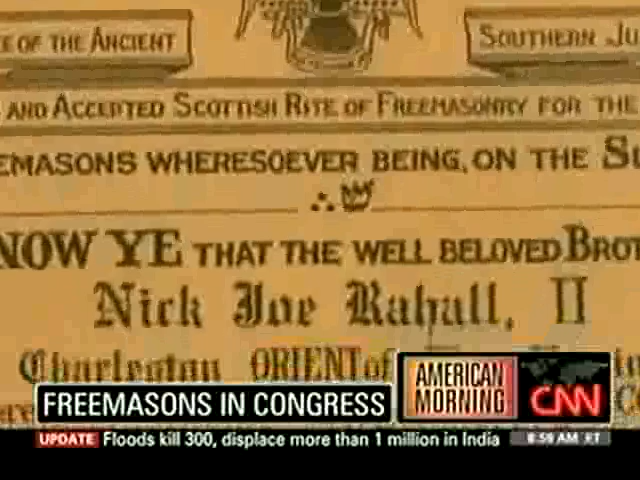 E OF THE ANCIENT
SOUTHERN JU
AND ACCEPTED SCOTTISH RITE OF FREEMASONRY FOR THE
EMASONS WHERESOEVER BEING, ON THE SU
NOW YE THAT THE WELL BELOVED BROT
Nick Joe Rahall, II
Charleston ORIENT of
FREEMASONS IN CONGRESS
AMERICAN
MORNING
CNN
UPDATE Floods kill 300, displace more than 1 million in India 8:58 AM ET